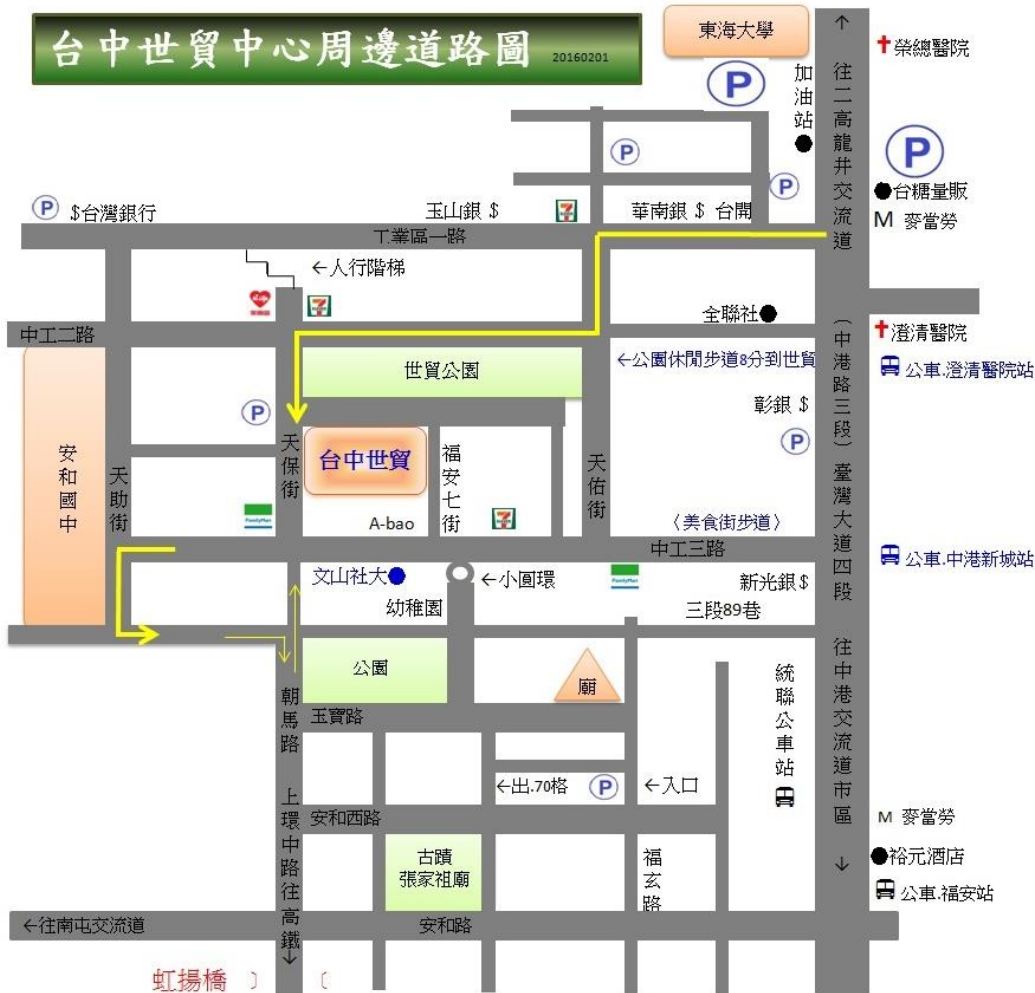 台中世貿中心周邊道路圖 20160201
東海大學
P
加油站
往二高龍井交流道
榮總醫院
P
P
P
台糖量販
M 麥當勞
P $台灣銀行
玉山銀 $
7 ELEVEN
華南銀 $ 台開
工業區一路
←人行階梯
7 ELEVEN
中工二路
全聯社
澄清醫院
世貿公園
←公園休閒步道8分到世貿
公車.澄清醫院站
(中港路三段)臺灣大道四段
彰銀 $
P
P
安和國中
天助街
天保街
台中世貿
福安七街
天佑街
FamilyMart
A-bao
7 ELEVEN
〈美食街步道〉
中工三路
公車.中港新城站
文山社大
←小圓環
FamilyMart
新光銀$
幼稚園
三段89巷
公園
廟
朝馬路
玉寶路
統聯公車站
往中港交流道市區
←出.70格 P
←入口
上環中路往高鐵↓
安和西路
M 麥當勞
古蹟
張家祖廟
福玄路
裕元酒店
公車.福安站
←往南屯交流道
安和路
虹揚橋 〕 〔